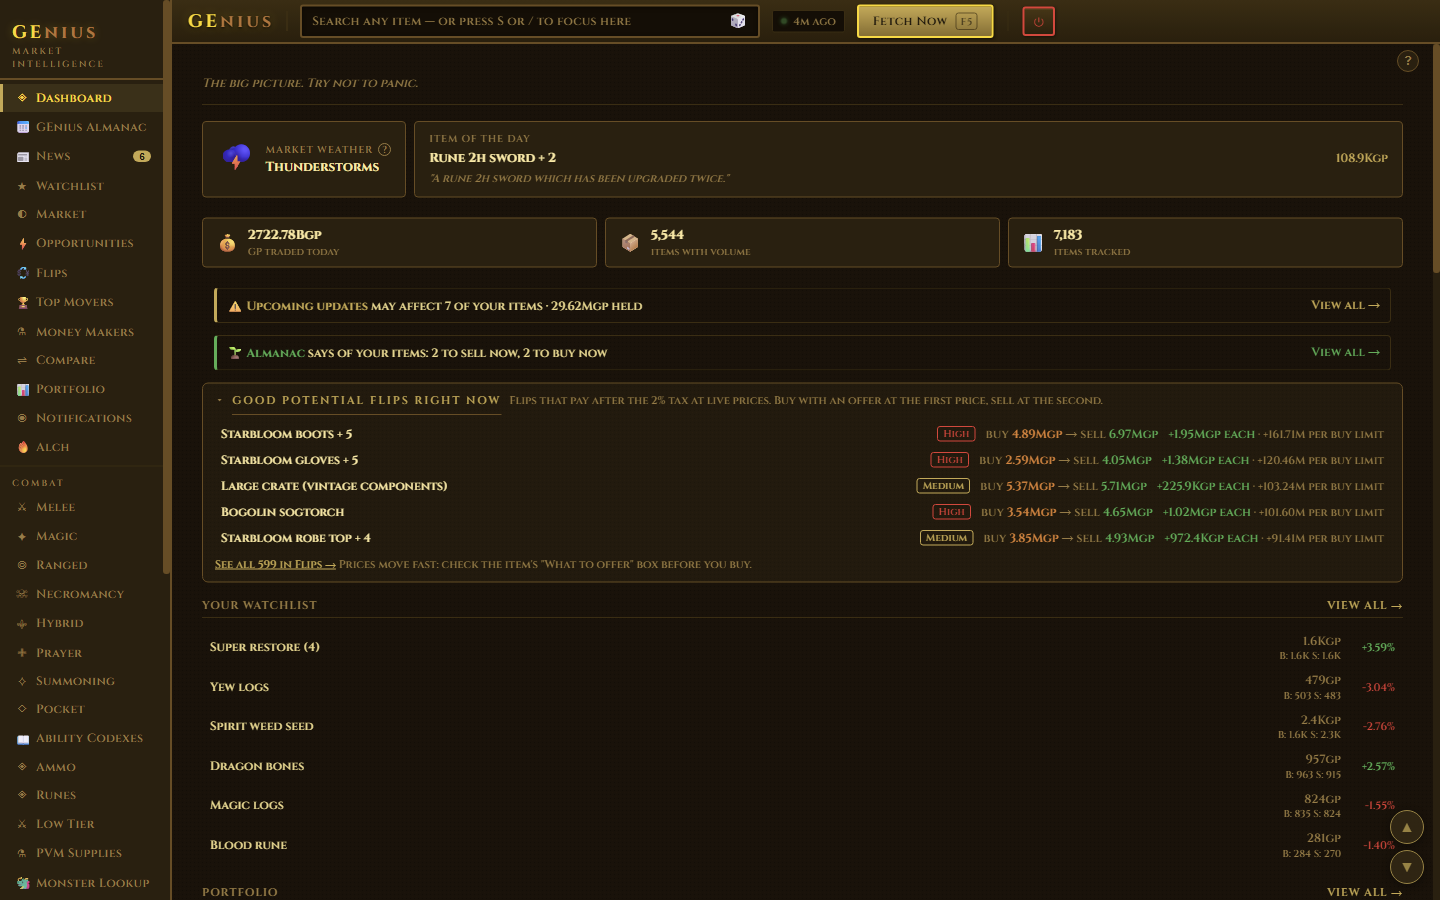 GENIUS
MARKET INTELLIGENCE
Dashboard
GEnius Almanac
News 6
Watchlist
Market
Opportunities
Flips
Top Movers
Money Makers
Compare
Portfolio
Notifications
Alch
COMBAT
Melee
Magic
Ranged
Necromancy
Hybrid
Prayer
Summoning
Pocket
Ability Codexes
Ammo
Runes
Low Tier
PVM Supplies
Monster Lookup
GENIUS
Search any item — or press S or / to focus here
4m ago
Fetch Now F5
?
The big picture. Try not to panic.
MARKET WEATHER ?
Thunderstorms
ITEM OF THE DAY
Rune 2h sword + 2 108.9Kgp
"A rune 2h sword which has been upgraded twice."
2722.78Bgp
GP traded today
5,544
items with volume
7,183
items tracked
⚠ Upcoming updates may affect 7 of your items · 29.62Mgp held View all →
Almanac says of your items: 2 to sell now, 2 to buy now View all →
- GOOD POTENTIAL FLIPS RIGHT NOW Flips that pay after the 2% tax at live prices. Buy with an offer at the first price, sell at the second.
Starbloom boots + 5 High Buy 4.89Mgp → Sell 6.97Mgp +1.95Mgp each · +161.71M per buy limit
Starbloom gloves + 5 High Buy 2.59Mgp → Sell 4.05Mgp +1.38Mgp each · +120.46M per buy limit
Large crate (vintage components) Medium Buy 5.37Mgp → Sell 5.71Mgp +225.9Kgp each · +103.24M per buy limit
Bogolin sogtorch High Buy 3.54Mgp → Sell 4.65Mgp +1.02Mgp each · +101.60M per buy limit
Starbloom robe top + 4 Medium Buy 3.85Mgp → Sell 4.93Mgp +972.4Kgp each · +91.41M per buy limit
See all 599 in Flips → Prices move fast: check the item's "What to offer" box before you buy.
YOUR WATCHLIST VIEW ALL →
Super restore (4) 1.6Kgp +3.59%
B: 1.6K S: 1.6K
Yew logs 479gp -3.04%
B: 503 S: 483
Spirit weed seed 2.4Kgp -2.76%
B: 1.6K S: 2.3K
Dragon bones 957gp +2.57%
B: 963 S: 915
Magic logs 824gp -1.55%
B: 835 S: 824
Blood rune 281gp -1.40%
B: 284 S: 270
PORTFOLIO VIEW ALL →